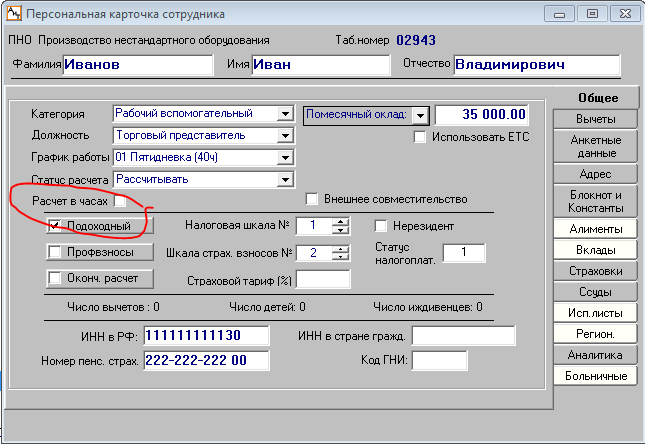 Персональная карточка сотрудника
ПНО Производство нестандартного оборудования Таб.номер 02943
Фамилия Иванов Имя Иван Отчество Владимирович
Общее
Категория Рабочий вспомогательный Помесячный оклад: 35 000.00
Вычеты
Должность Торговый представитель Использовать ЕТС
Анкетные данные
График работы 01 Пятидневка (40ч)
Адрес
Статус расчета Рассчитывать
Блокнот и Константы
Расчет в часах Внешнее совместительство
Подоходный Налоговая шкала № 1 Нерезидент
Алименты
Профвзносы Шкала страх. взносов № 2 Статус налогоплат. 1
Вклады
Оконч. расчет Страховой тариф (%)
Страховки
Ссуды
Число вычетов : 0 Число детей: 0 Число иждивенцев: 0
Исп.листы
ИНН в РФ: 111111111130 ИНН в стране гражд.
Регион.
Номер пенс. страх. 222-222-222 00 Код ГНИ:
Аналитика
Больничные